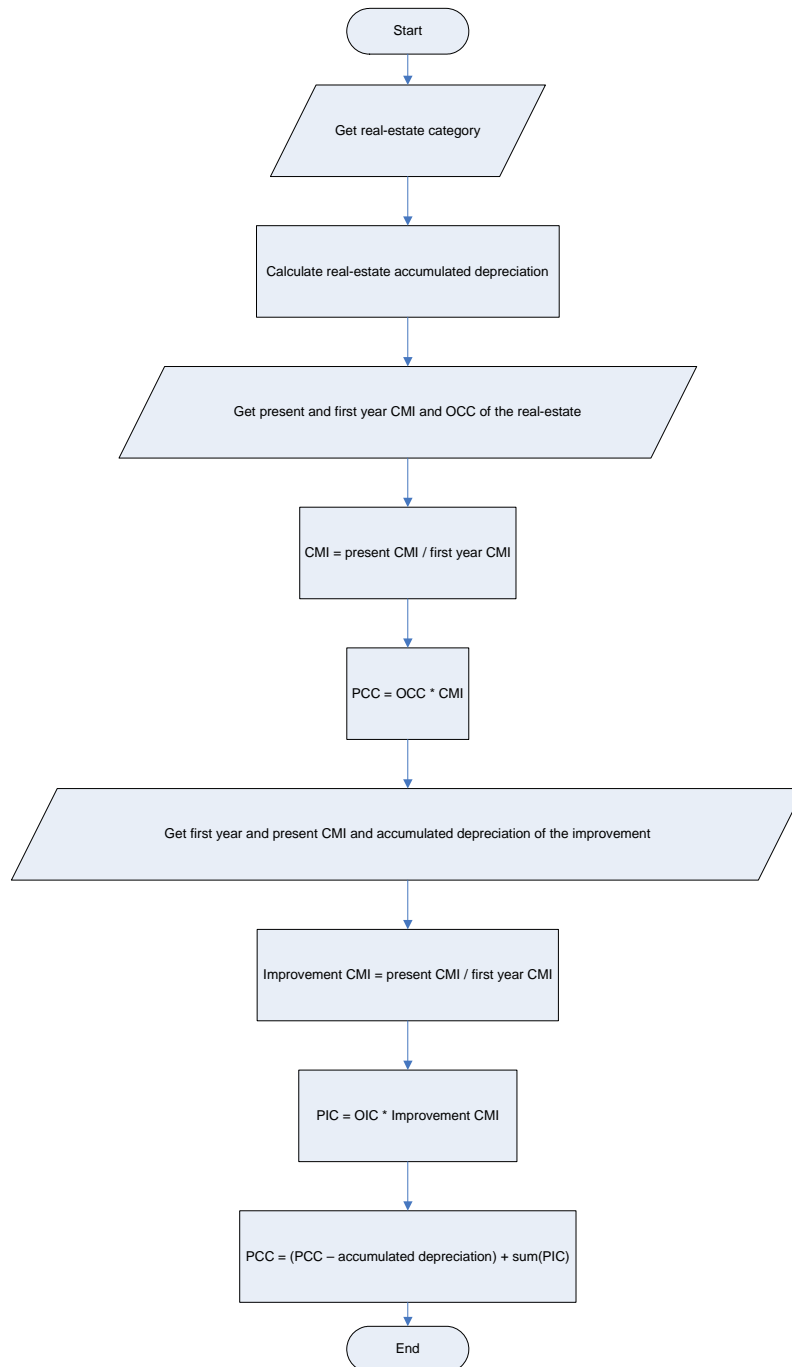 Start
Get real-estate category
Calculate real-estate accumulated depreciation
Get present and first year CMI and OCC of the real-estate
CMI = present CMI / first year CMI
PCC = OCC * CMI
Get first year and present CMI and accumulated depreciation of the improvement
Improvement CMI = present CMI / first year CMI
PIC = OIC * Improvement CMI
PCC = (PCC – accumulated depreciation) + sum(PIC)
End